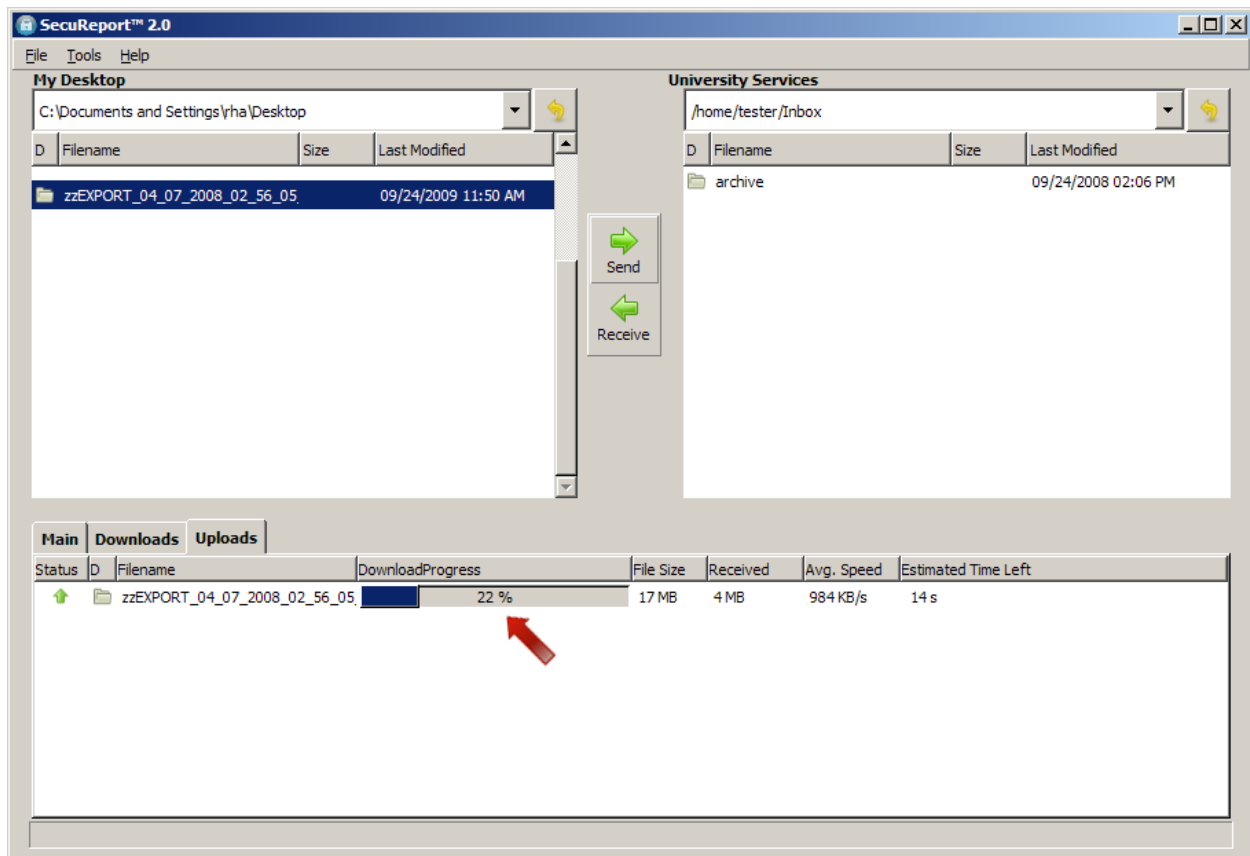 SecuReport™ 2.0
File Tools Help
My Desktop
University Services
C:\Documents and Settings\rha\Desktop
/home/tester/Inbox
D Filename Size Last Modified
D Filename Size Last Modified
zzEXPORT_04_07_2008_02_56_05_ 09/24/2009 11:50 AM
archive 09/24/2008 02:06 PM
Send
Receive
Main Downloads Uploads
Status D Filename DownloadProgress File Size Received Avg. Speed Estimated Time Left
zzEXPORT_04_07_2008_02_56_05_ 22 % 17 MB 4 MB 984 KB/s 14 s